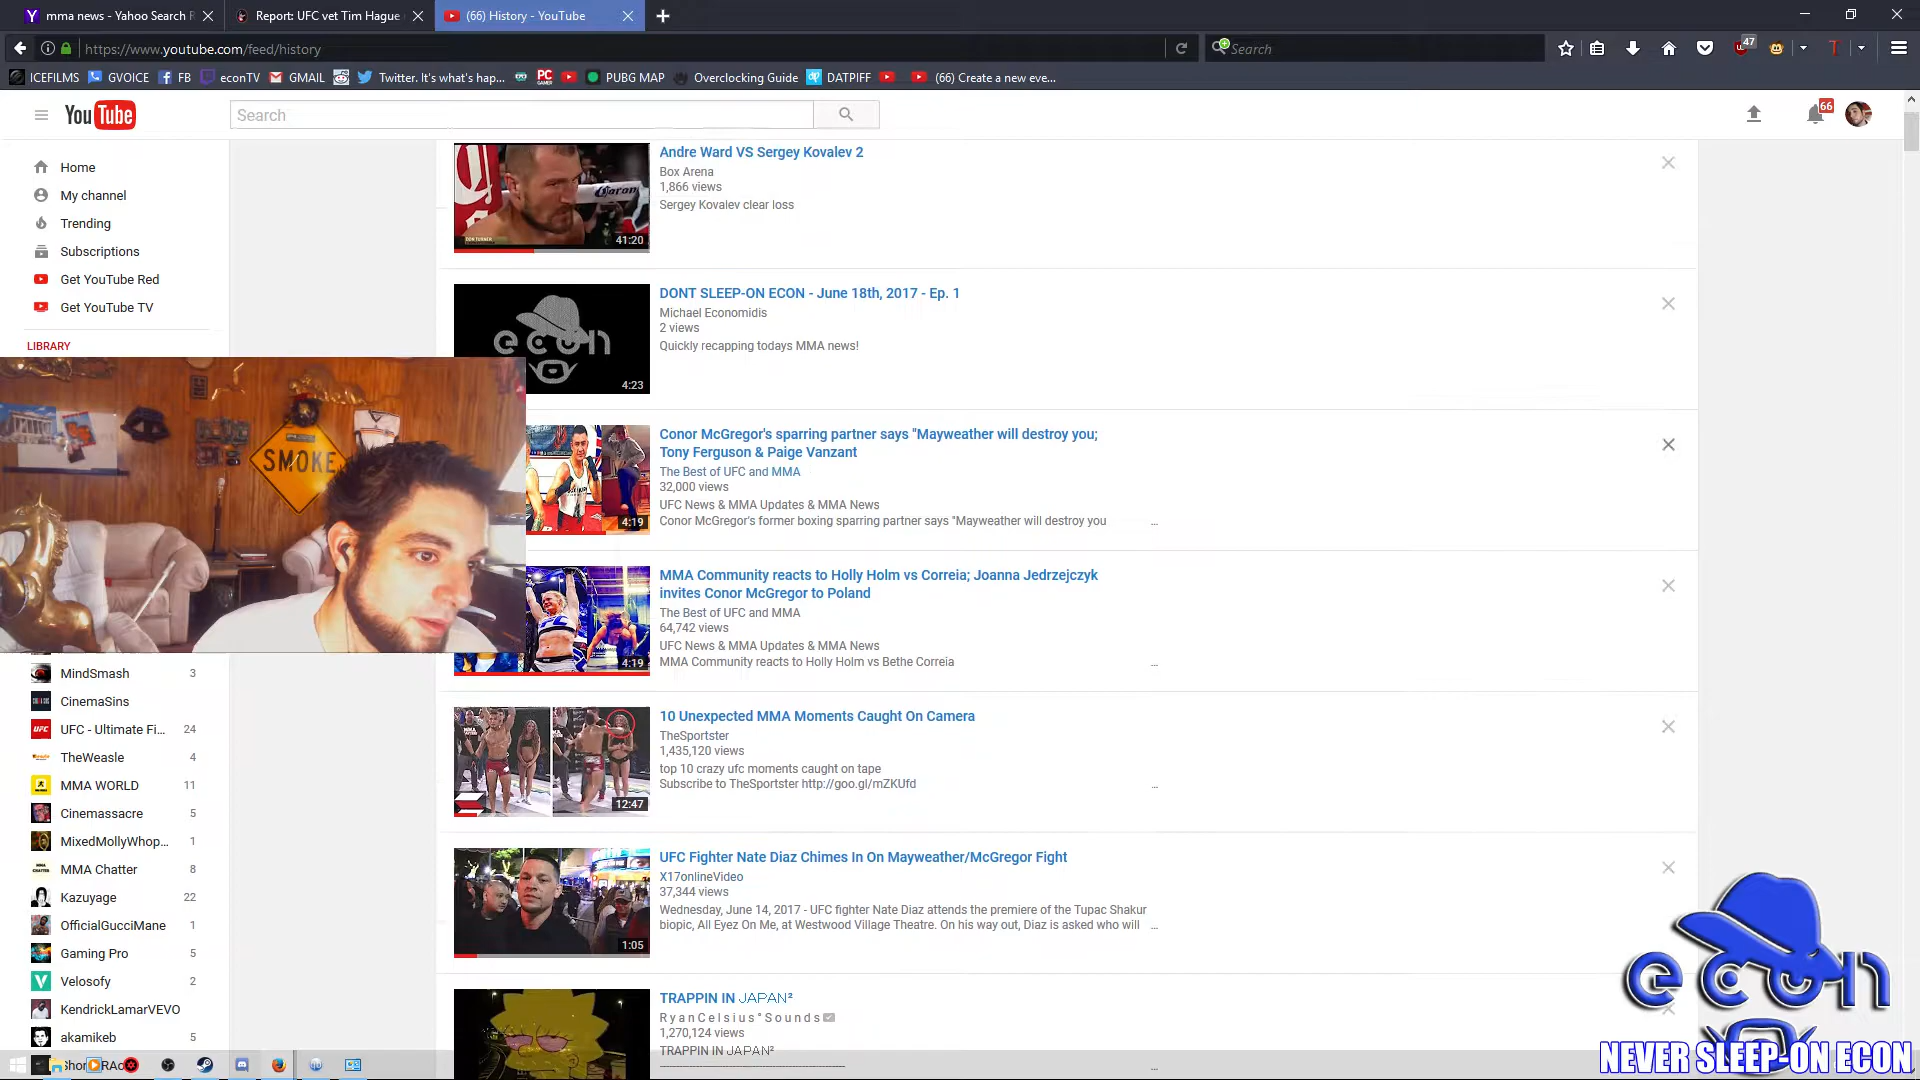 mma news - Yahoo Search R
Report: UFC vet Tim Hague
(66) History - YouTube
https://www.youtube.com/feed/history
Search
47
ICEFILMS
GVOICE
FB
econTV
GMAIL
Twitter. It's what's hap...
PC
PUBG MAP
Overclocking Guide
DATPIFF
(66) Create a new eve...
YouTube
Search
66
Home
My channel
Trending
Subscriptions
Get YouTube Red
Get YouTube TV
LIBRARY
SMOKE
MindSmash 3
CinemaSins
UFC - Ultimate Fi... 24
TheWeasle 4
MMA WORLD 11
Cinemassacre 5
MixedMollyWhop... 1
MMA Chatter 8
Kazuyage 22
OfficialGucciMane 1
Gaming Pro 5
Velosofy 2
KendrickLamarVEVO
akamikeb 5
Andre Ward VS Sergey Kovalev 2
Box Arena
1,866 views
Sergey Kovalev clear loss
41:20
DONT SLEEP-ON ECON - June 18th, 2017 - Ep. 1
Michael Economidis
2 views
Quickly recapping todays MMA news!
econ
4:23
Conor McGregor's sparring partner says "Mayweather will destroy you;
Tony Ferguson & Paige Vanzant
The Best of UFC and MMA
32,000 views
UFC News & MMA Updates & MMA News
Conor McGregor's former boxing sparring partner says "Mayweather will destroy you ...
4:19
MMA Community reacts to Holly Holm vs Correia; Joanna Jedrzejczyk
invites Conor McGregor to Poland
The Best of UFC and MMA
64,742 views
UFC News & MMA Updates & MMA News
MMA Community reacts to Holly Holm vs Bethe Correia ...
4:19
10 Unexpected MMA Moments Caught On Camera
TheSportster
1,435,120 views
top 10 crazy ufc moments caught on tape
Subscribe to TheSportster http://goo.gl/mZKUfd ...
12:47
UFC Fighter Nate Diaz Chimes In On Mayweather/McGregor Fight
X17onlineVideo
37,344 views
Wednesday, June 14, 2017 - UFC fighter Nate Diaz attends the premiere of the Tupac Shakur
biopic, All Eyez On Me, at Westwood Village Theatre. On his way out, Diaz is asked who will ...
1:05
TRAPPIN IN JAPAN²
RyanCelsius°Sounds
1,270,124 views
TRAPPIN IN JAPAN²
econ
NEVER SLEEP-ON ECON